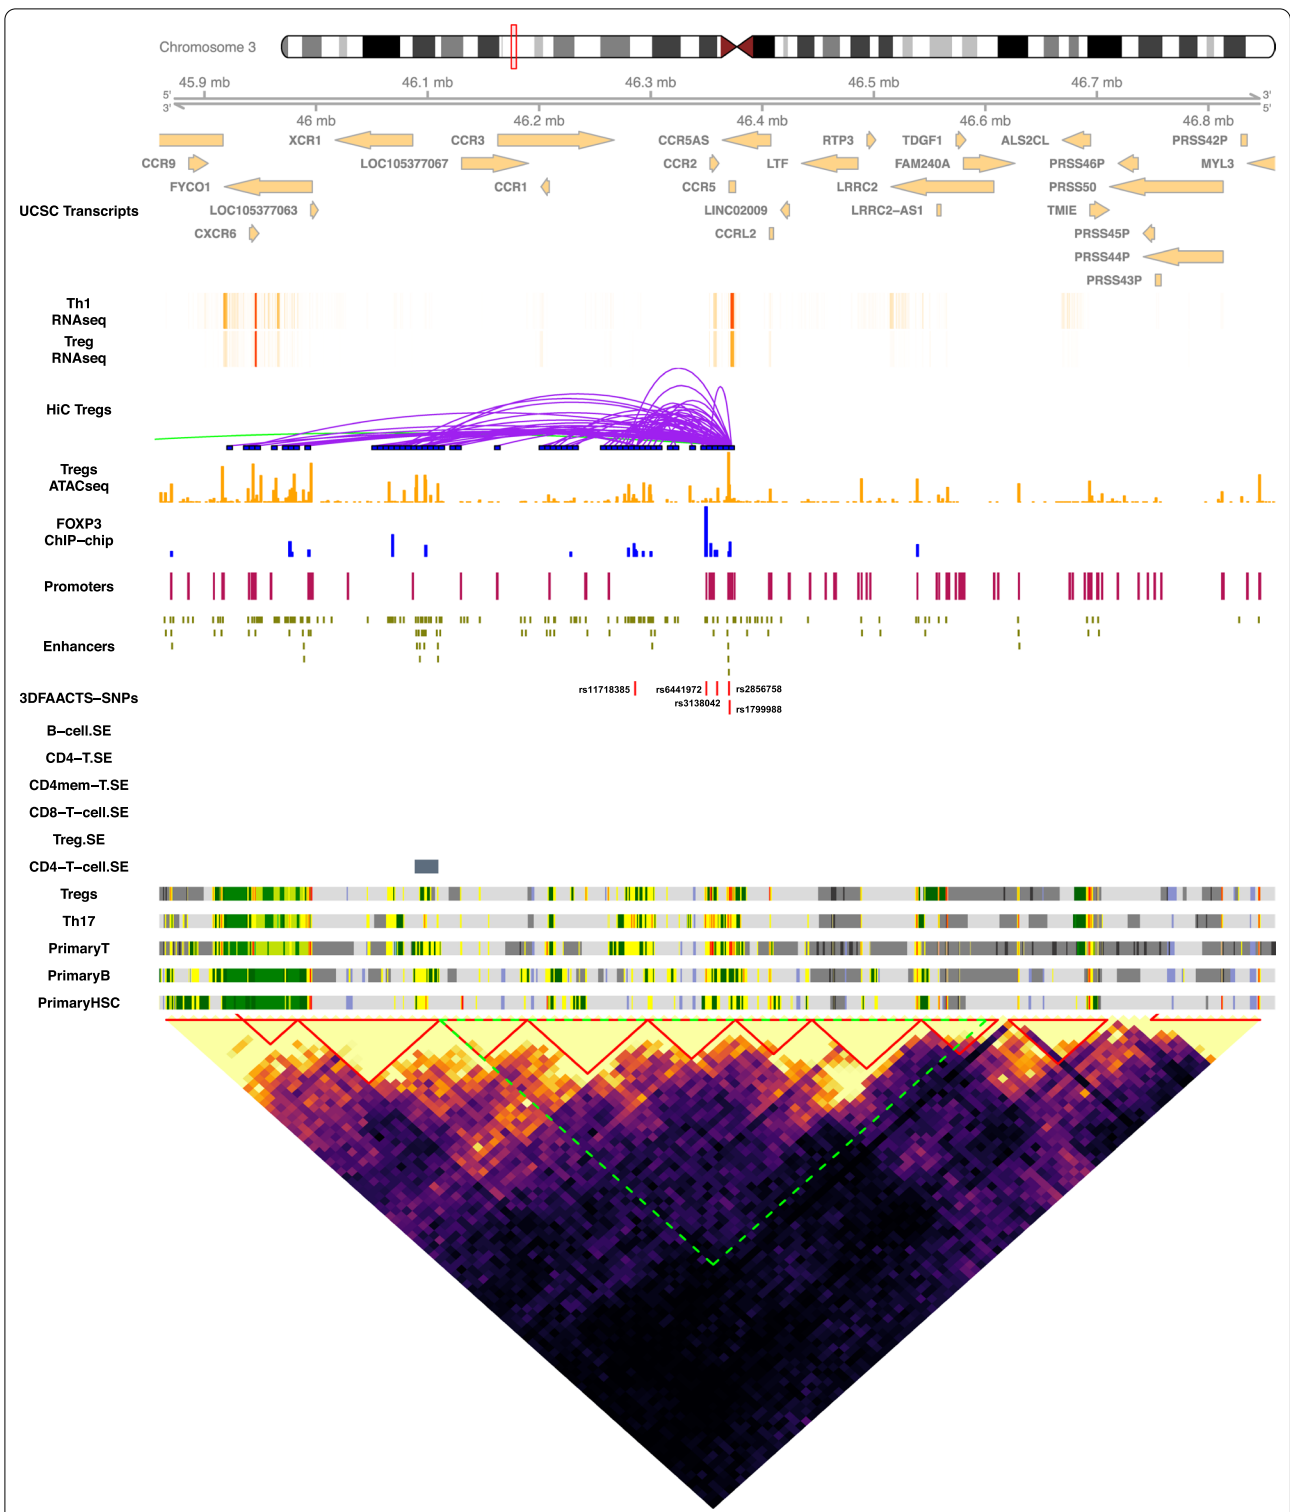 Chromosome 3
45.9 mb
46.1 mb
46.3 mb
46.5 mb
46.7 mb
5'
3'
3'
5'
46 mb
46.2 mb
46.4 mb
46.6 mb
46.8 mb
XCR1
CCR3
CCR5AS
RTP3
TDGF1
ALS2CL
PRSS42P
CCR9
LOC105377067
CCR2
LTF
FAM240A
PRSS46P
MYL3
FYCO1
CCR1
CCR5
LRRC2
PRSS50
UCSC Transcripts
LOC105377063
LINC02009
LRRC2–AS1
TMIE
CXCR6
CCRL2
PRSS45P
PRSS44P
PRSS43P
Th1
RNAseq
Treg
RNAseq
HiC Tregs
Tregs
ATACseq
FOXP3
ChIP–chip
Promoters
Enhancers
3DFAACTS–SNPs
rs11718385
rs6441972
rs2856758
rs3138042
rs1799988
B–cell.SE
CD4–T.SE
CD4mem–T.SE
CD8–T–cell.SE
Treg.SE
CD4–T–cell.SE
Tregs
Th17
PrimaryT
PrimaryB
PrimaryHSC